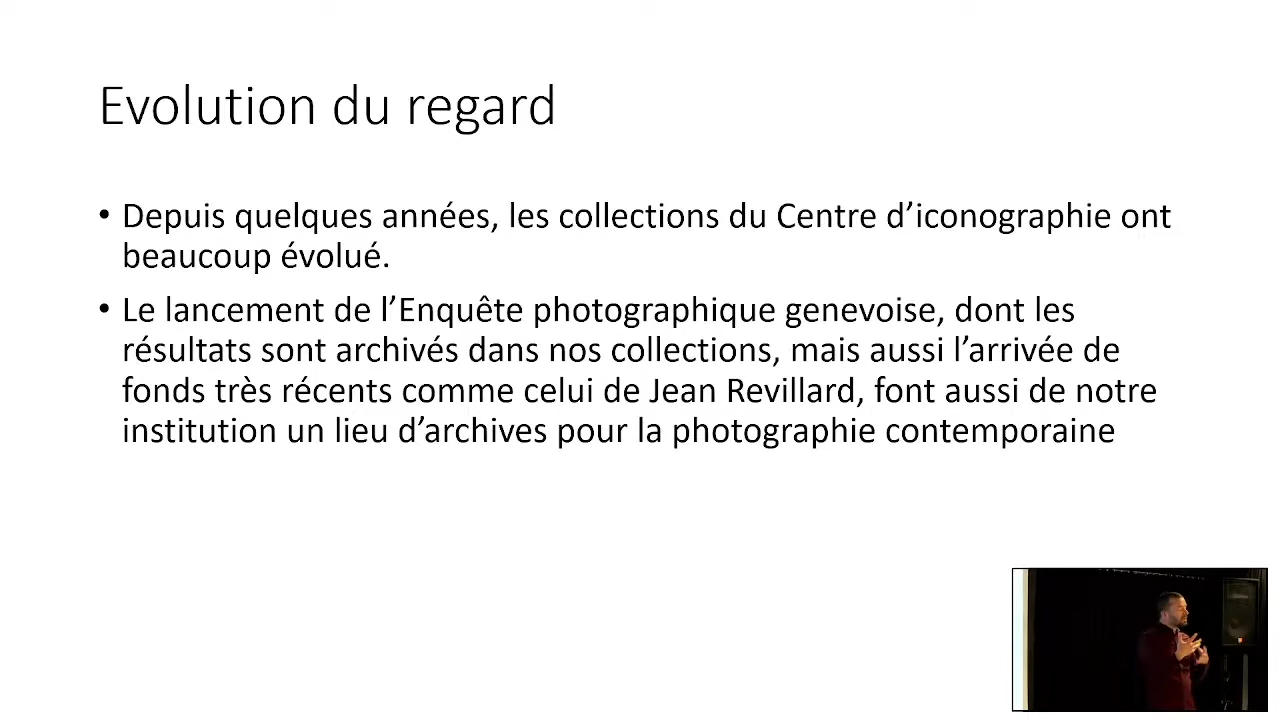 Evolution du regard
• Depuis quelques années, les collections du Centre d’iconographie ont
beaucoup évolué.
• Le lancement de l’Enquête photographique genevoise, dont les
résultats sont archivés dans nos collections, mais aussi l’arrivée de
fonds très récents comme celui de Jean Revillard, font aussi de notre
institution un lieu d’archives pour la photographie contemporaine